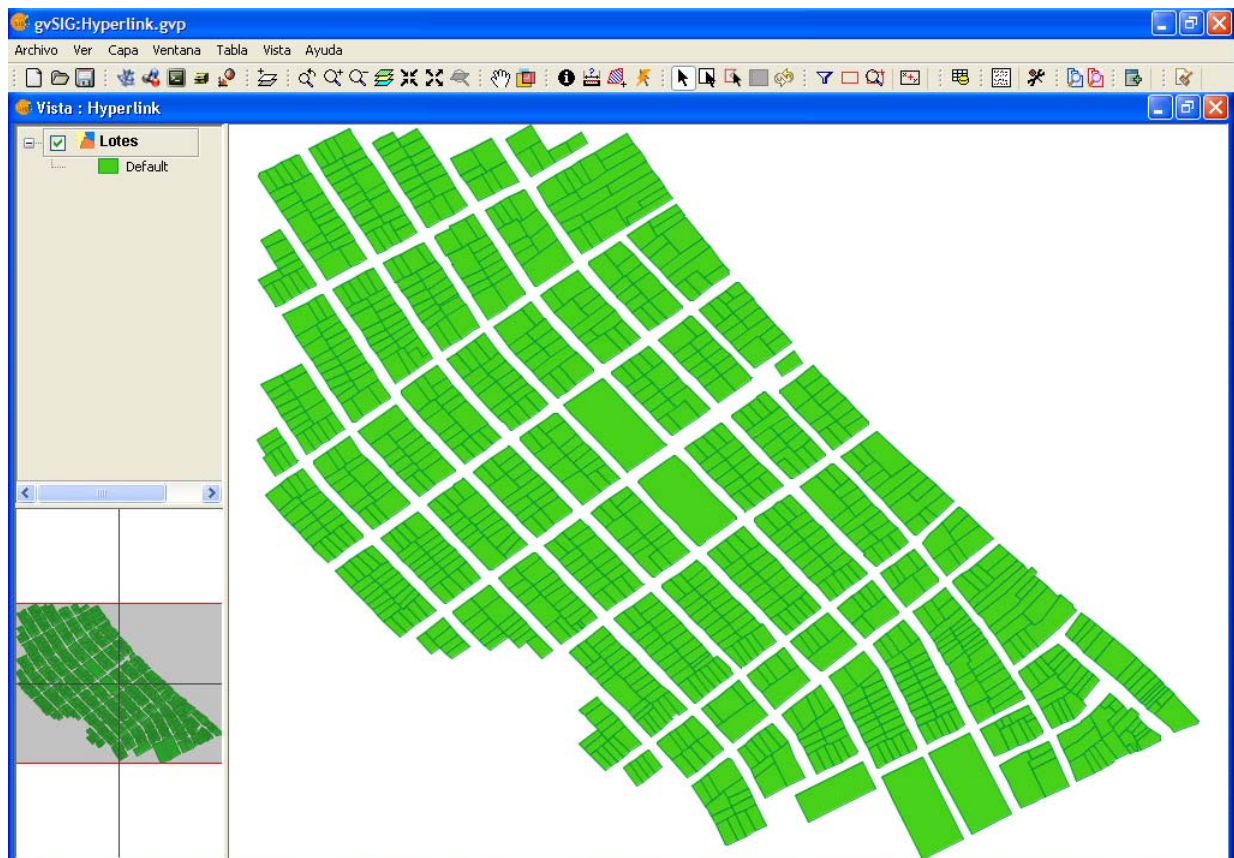 gvSIG:Hyperlink.gvp
Archivo Ver Capa Ventana Tabla Vista Ayuda
Vista : Hyperlink
Lotes
Default